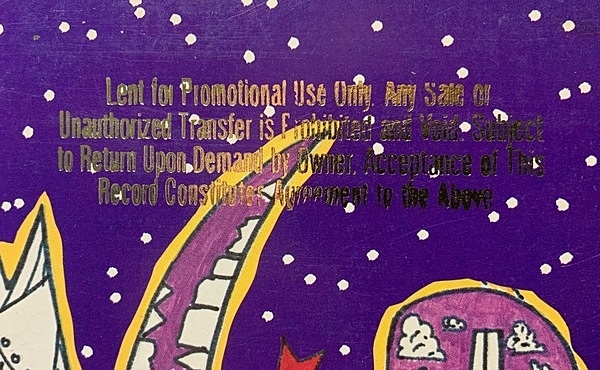 Lent for Promotional Use Only. Any Sale or
Unauthorized Transfer is Prohibited and Void. Subject
to Return Upon Demand by Owner. Acceptance of This
Record Constitutes Agreement to the Above